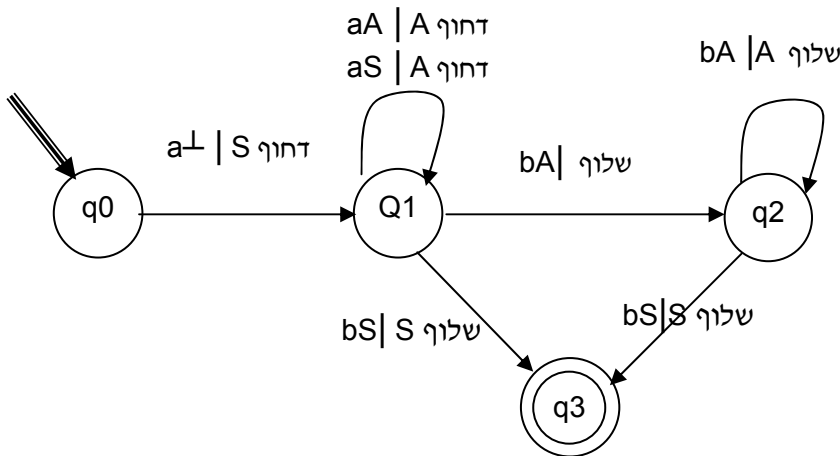 aA | A דחוף
aS | A דחוף
bA |A שלוף
a⊥ | S דחוף
bA| שלוף
q0
Q1
q2
bS| S שלוף
bS|S שלוף
q3